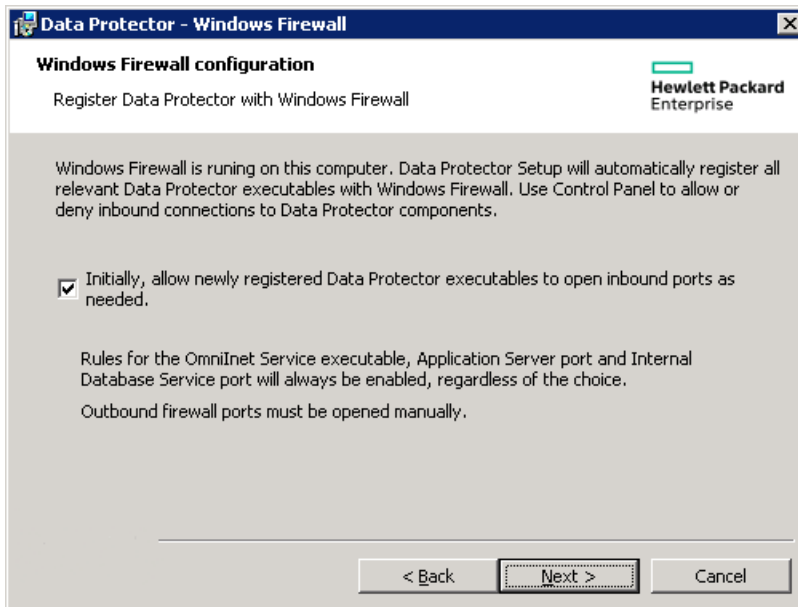 Data Protector - Windows Firewall
Windows Firewall configuration
Register Data Protector with Windows Firewall
Hewlett Packard
Enterprise
Windows Firewall is runing on this computer. Data Protector Setup will automatically register all
relevant Data Protector executables with Windows Firewall. Use Control Panel to allow or
deny inbound connections to Data Protector components.
Initially, allow newly registered Data Protector executables to open inbound ports as
needed.
Rules for the OmniInet Service executable, Application Server port and Internal
Database Service port will always be enabled, regardless of the choice.
Outbound firewall ports must be opened manually.
< Back
Next >
Cancel